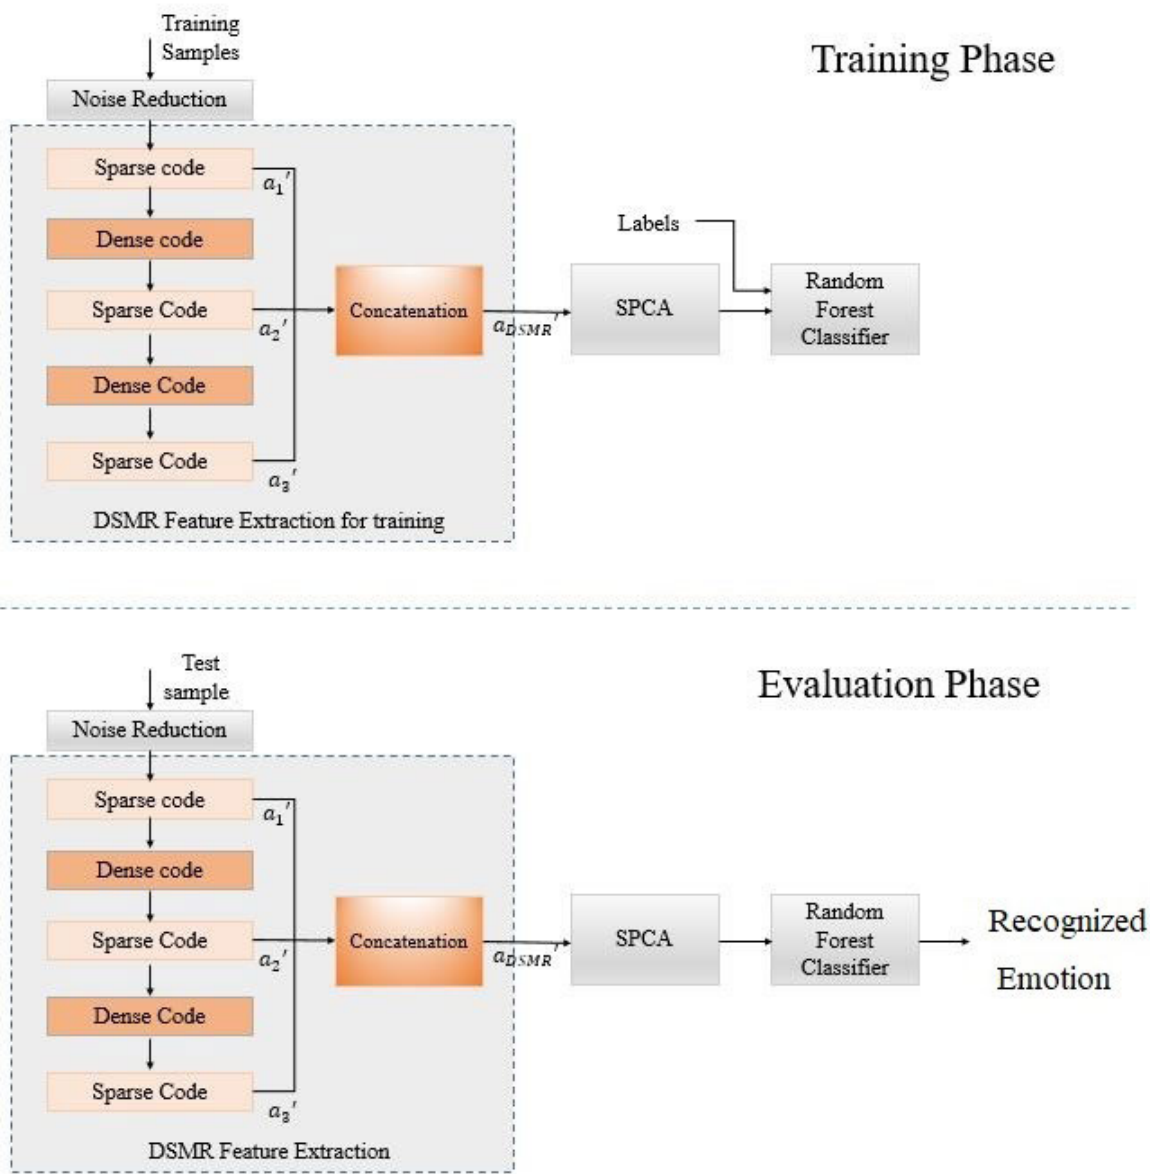 Training
Samples
Training Phase
Noise Reduction
Sparse code
a₁′
Dense code
Sparse Code
a₂′
Dense Code
Sparse Code
a₃′
Concatenation
a_DSMR′
Labels
SPCA
Random
Forest
Classifier
DSMR Feature Extraction for training
Test
sample
Evaluation Phase
Noise Reduction
Sparse code
a₁′
Dense code
Sparse Code
a₂′
Dense Code
Sparse Code
a₃′
Concatenation
a_DSMR′
SPCA
Random
Forest
Classifier
Recognized
Emotion
DSMR Feature Extraction